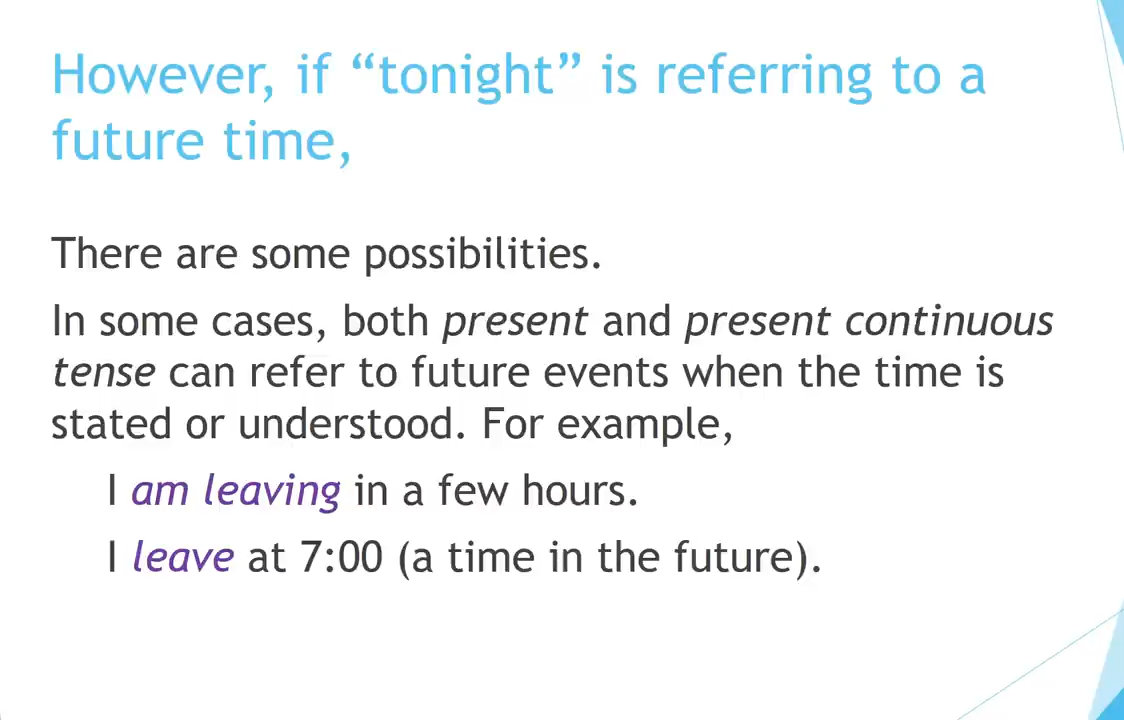 However, if “tonight” is referring to a
future time,
There are some possibilities.
In some cases, both present and present continuous
tense can refer to future events when the time is
stated or understood. For example,
I am leaving in a few hours.
I leave at 7:00 (a time in the future).